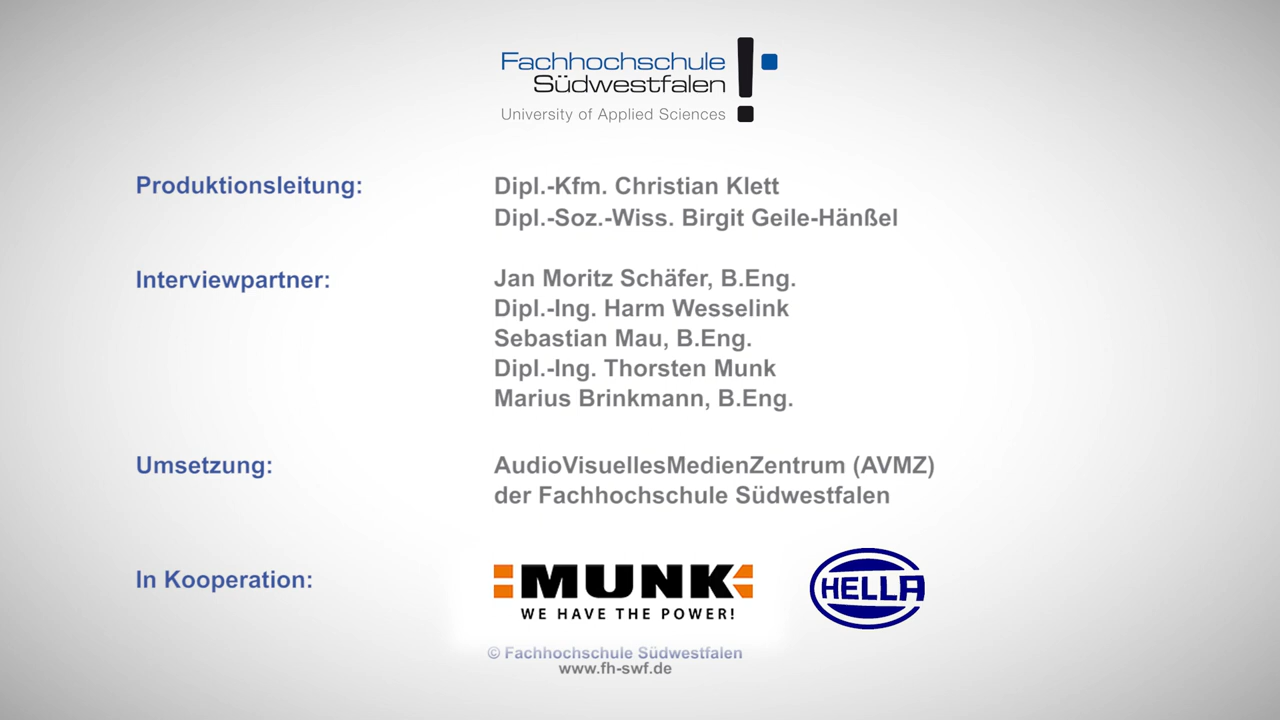 Fachhochschule
Südwestfalen
University of Applied Sciences
Produktionsleitung:
Dipl.-Kfm. Christian Klett
Dipl.-Soz.-Wiss. Birgit Geile-Hänßel
Interviewpartner:
Jan Moritz Schäfer, B.Eng.
Dipl.-Ing. Harm Wesselink
Sebastian Mau, B.Eng.
Dipl.-Ing. Thorsten Munk
Marius Brinkmann, B.Eng.
Umsetzung:
AudioVisuellesMedienZentrum (AVMZ)
der Fachhochschule Südwestfalen
In Kooperation:
MUNK
WE HAVE THE POWER!
HELLA
© Fachhochschule Südwestfalen
www.fh-swf.de